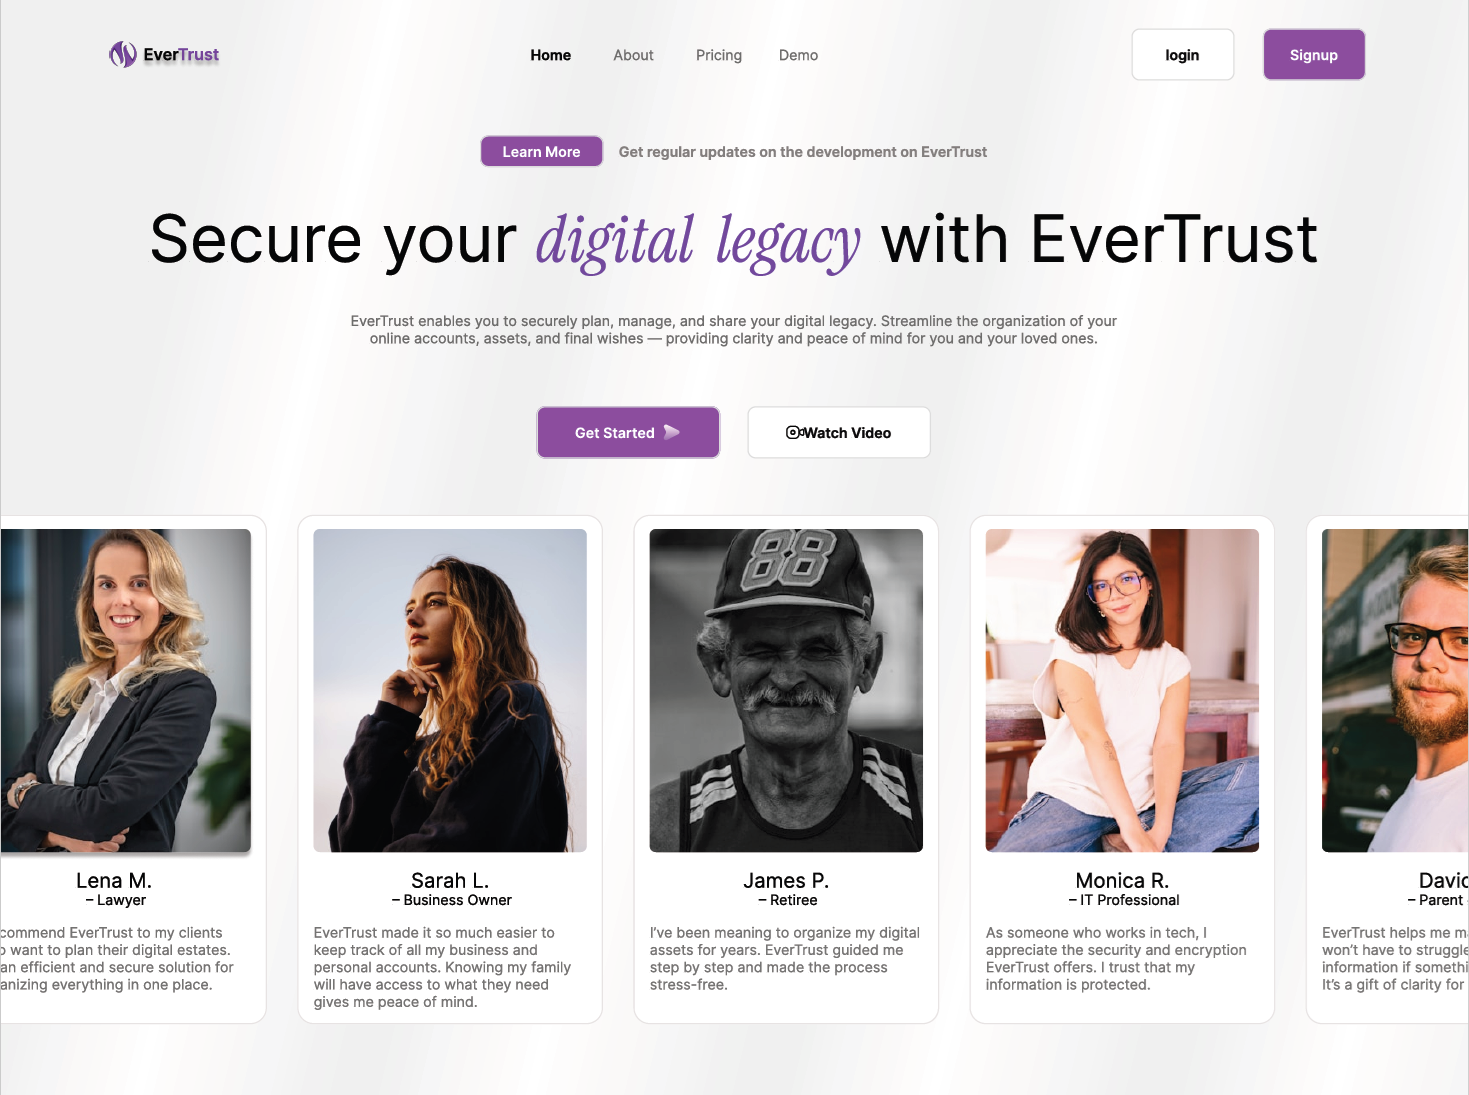 EverTrust
Home About Pricing Demo
login
Signup
Learn More
Get regular updates on the development on EverTrust
Secure your digital legacy with EverTrust
EverTrust enables you to securely plan, manage, and share your digital legacy. Streamline the organization of your
online accounts, assets, and final wishes — providing clarity and peace of mind for you and your loved ones.
Get Started
Watch Video
Lena M.
– Lawyer
commend EverTrust to my clients
want to plan their digital estates.
an efficient and secure solution for
anizing everything in one place.
Sarah L.
– Business Owner
EverTrust made it so much easier to
keep track of all my business and
personal accounts. Knowing my family
will have access to what they need
gives me peace of mind.
88
James P.
– Retiree
I’ve been meaning to organize my digital
assets for years. EverTrust guided me
step by step and made the process
stress-free.
Monica R.
– IT Professional
As someone who works in tech, I
appreciate the security and encryption
EverTrust offers. I trust that my
information is protected.
David
– Parent
EverTrust helps me m
won’t have to struggle
information if somethi
It’s a gift of clarity for